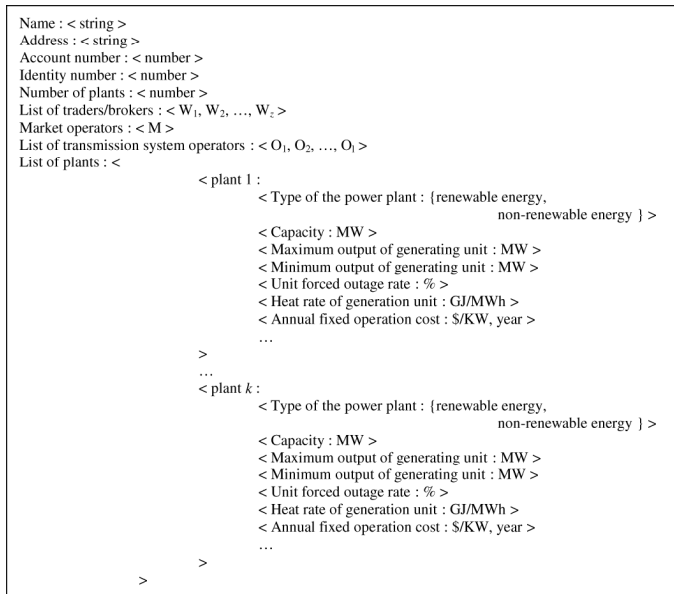 Name : < string >
Address : < string >
Account number : < number >
Identity number : < number >
Number of plants : < number >
List of traders/brokers : < W₁, W₂, …, W𝓏 >
Market operators : < M >
List of transmission system operators : < O₁, O₂, …, Oₗ >
List of plants : <
< plant 1 :
< Type of the power plant : {renewable energy,
non-renewable energy } >
< Capacity : MW >
< Maximum output of generating unit : MW >
< Minimum output of generating unit : MW >
< Unit forced outage rate : % >
< Heat rate of generation unit : GJ/MWh >
< Annual fixed operation cost : $/KW, year >
…
>
…
< plant k :
< Type of the power plant : {renewable energy,
non-renewable energy } >
< Capacity : MW >
< Maximum output of generating unit : MW >
< Minimum output of generating unit : MW >
< Unit forced outage rate : % >
< Heat rate of generation unit : GJ/MWh >
< Annual fixed operation cost : $/KW, year >
…
>
>